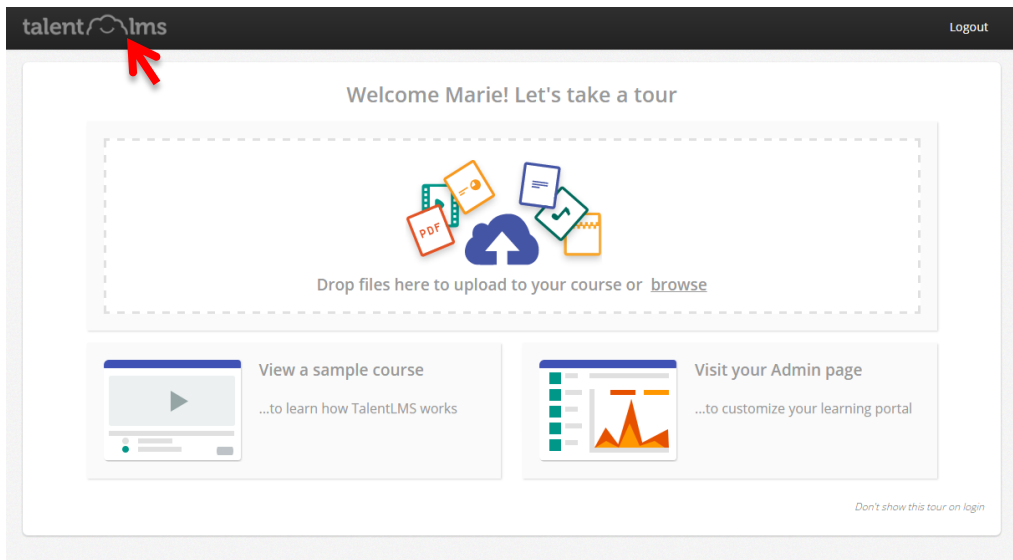 talent lms
Logout
Welcome Marie! Let's take a tour
PDF
Drop files here to upload to your course or browse
View a sample course
...to learn how TalentLMS works
Visit your Admin page
...to customize your learning portal
Don't show this tour on login